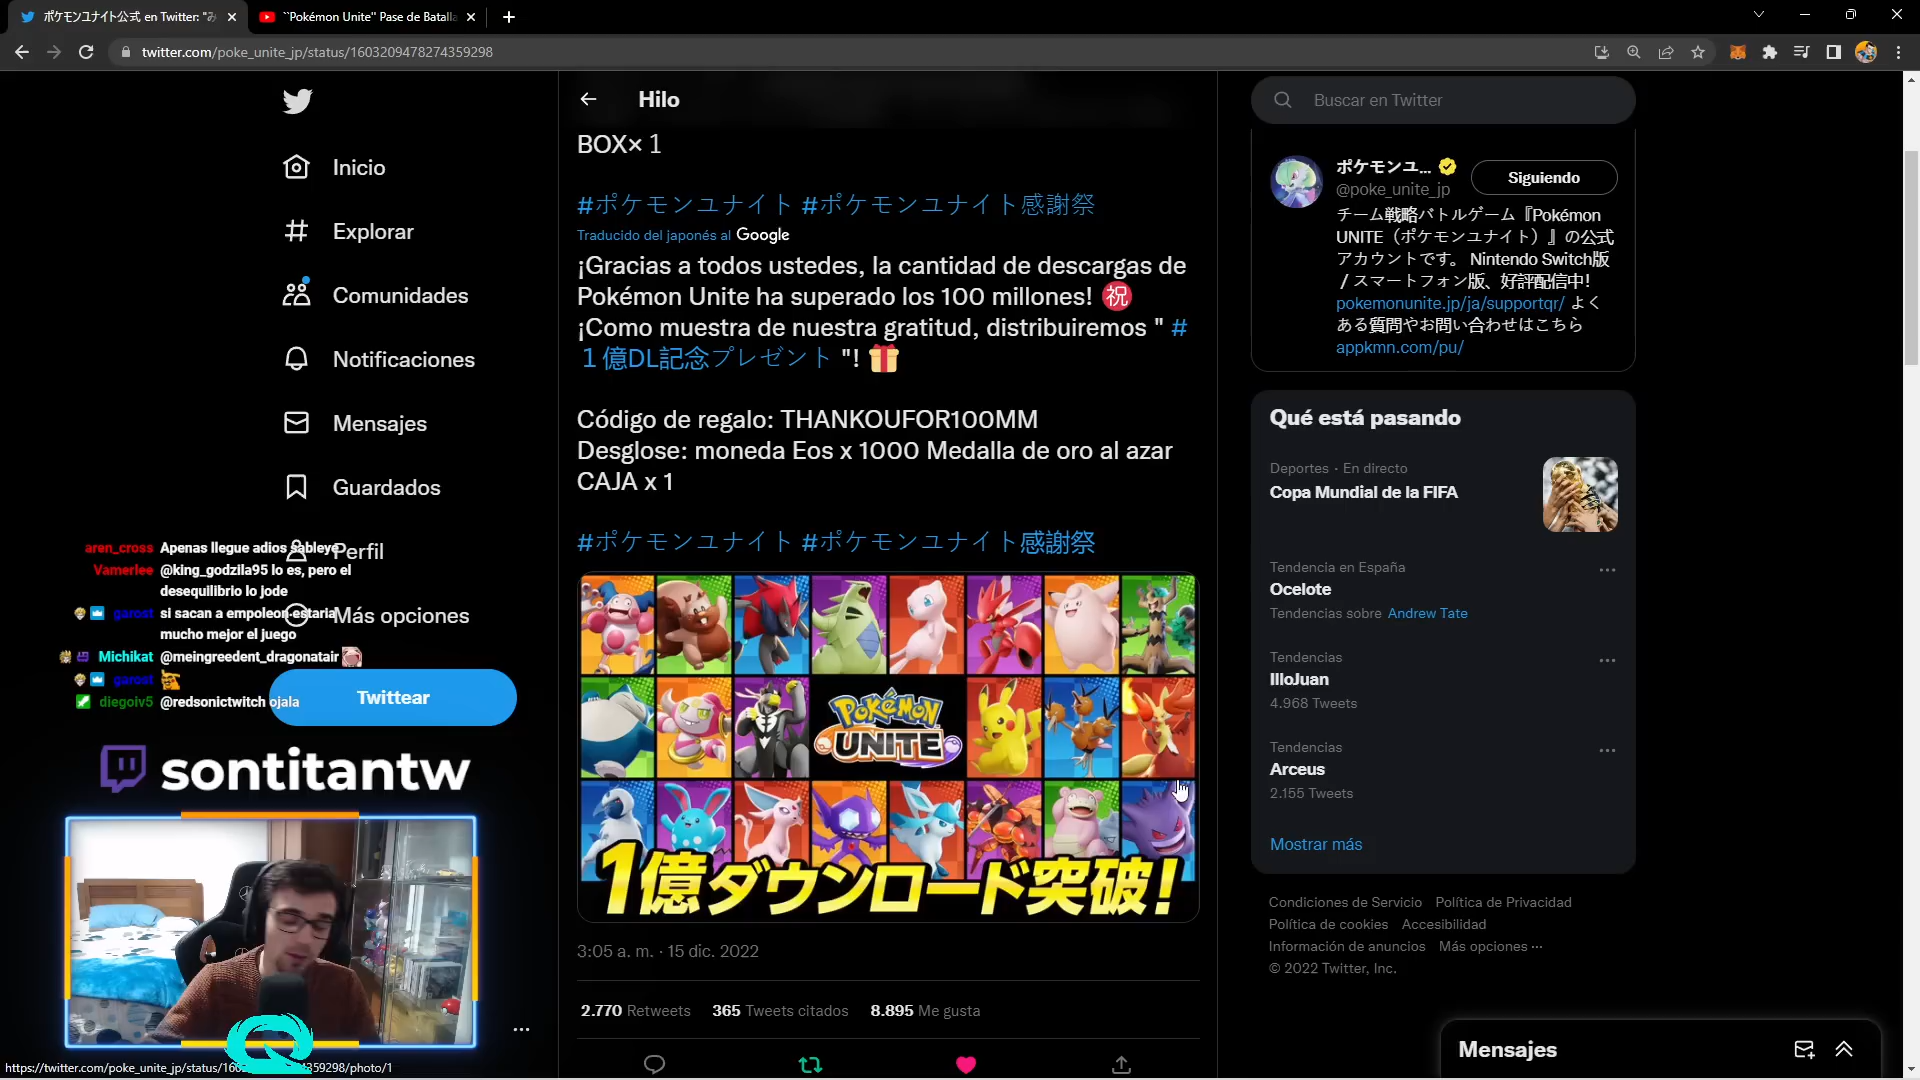 ポケモンユナイト公式 en Twitter: "み
``Pokémon Unite'' Pase de Batalla
twitter.com/poke_unite_jp/status/1603209478274359298
Hilo
Buscar en Twitter
BOX× 1
Inicio
Explorar
Comunidades
Notificaciones
Mensajes
Guardados
Perfil
Más opciones
Twittear
#ポケモンユナイト #ポケモンユナイト感謝祭
Traducido del japonés al Google
¡Gracias a todos ustedes, la cantidad de descargas de
Pokémon Unite ha superado los 100 millones! ㊗
¡Como muestra de nuestra gratitud, distribuiremos " #
１億DL記念プレゼント "! 🎁
Código de regalo: THANKOUFOR100MM
Desglose: moneda Eos x 1000 Medalla de oro al azar
CAJA x 1
#ポケモンユナイト #ポケモンユナイト感謝祭
POKéMON
UNITE
1億ダウンロード突破!
3:05 a. m. · 15 dic. 2022
2.770 Retweets 365 Tweets citados 8.895 Me gusta
ポケモンユ...
@poke_unite_jp
Siguiendo
チーム戦略バトルゲーム『Pokémon
UNITE（ポケモンユナイト）』の公式
アカウントです。 Nintendo Switch版
/ スマートフォン版、好評配信中!
pokemonunite.jp/ja/supportqr/ よく
ある質問やお問い合わせはこちら
appkmn.com/pu/
Qué está pasando
Deportes · En directo
Copa Mundial de la FIFA
Tendencia en España
Ocelote
Tendencias sobre Andrew Tate
Tendencias
IlloJuan
4.968 Tweets
Tendencias
Arceus
2.155 Tweets
Mostrar más
Condiciones de Servicio Política de Privacidad
Política de cookies Accesibilidad
Información de anuncios Más opciones ···
© 2022 Twitter, Inc.
Mensajes
aren_cross Apenas llegue adios sableye
Vamerlee @king_godzila95 lo es, pero el
desequilibrio lo jode
garost si sacan a empoleon estaria
mucho mejor el juego
Michikat @meingreedent_dragonatair
garost
diegoiv5 @redsonictwitch ojala
sontitantw
https://twitter.com/poke_unite_jp/status/160 359298/photo/1